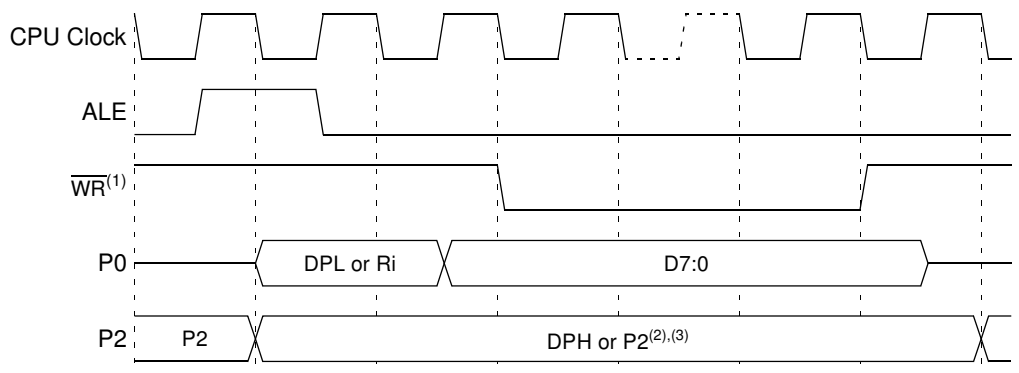 CPU Clock
ALE
WR(1)
P0 DPL or Ri D7:0
P2 P2 DPH or P2(2),(3)